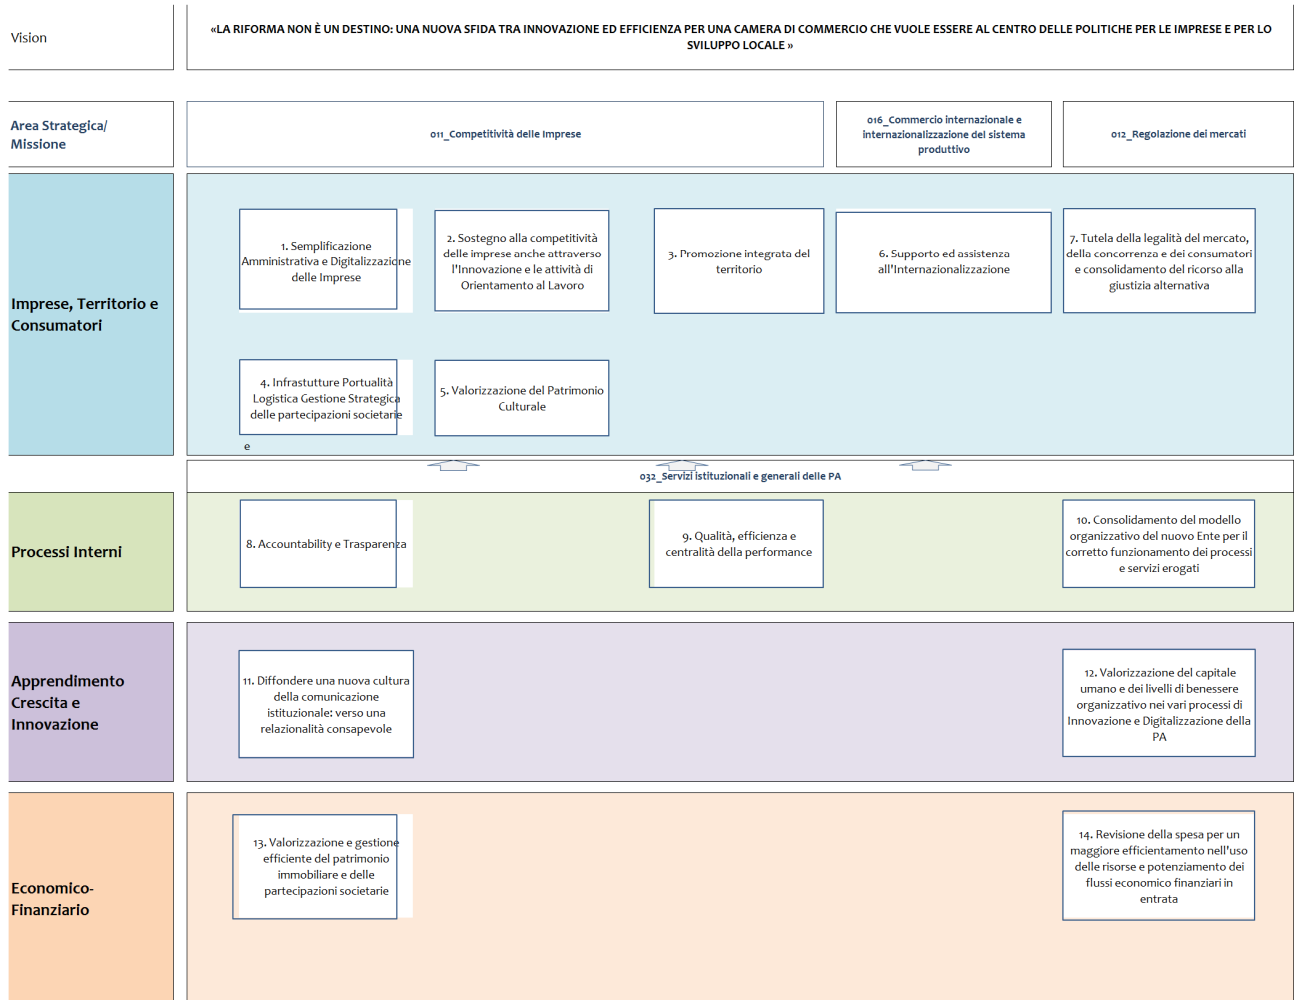 Vision
«LA RIFORMA NON È UN DESTINO: UNA NUOVA SFIDA TRA INNOVAZIONE ED EFFICIENZA PER UNA CAMERA DI COMMERCIO CHE VUOLE ESSERE AL CENTRO DELLE POLITICHE PER LE IMPRESE E PER LO
SVILUPPO LOCALE »
Area Strategica/
Missione
011_Competitività delle Imprese
016_Commercio internazionale e
internazionalizzazione del sistema
produttivo
012_Regolazione dei mercati
Imprese, Territorio e
Consumatori
1. Semplificazione
Amministrativa e Digitalizzazione
delle Imprese
2. Sostegno alla competitività
delle imprese anche attraverso
l'Innovazione e le attività di
Orientamento al Lavoro
3. Promozione integrata del
territorio
6. Supporto ed assistenza
all'Internazionalizzazione
7. Tutela della legalità del mercato,
della concorrenza e dei consumatori
e consolidamento del ricorso alla
giustizia alternativa
4. Infrastutture Portualità
Logistica Gestione Strategica
delle partecipazioni societarie
e
5. Valorizzazione del Patrimonio
Culturale
032_Servizi istituzionali e generali delle PA
Processi Interni
8. Accountability e Trasparenza
9. Qualità, efficienza e
centralità della performance
10. Consolidamento del modello
organizzativo del nuovo Ente per il
corretto funzionamento dei processi
e servizi erogati
Apprendimento
Crescita e
Innovazione
11. Diffondere una nuova cultura
della comunicazione
istituzionale: verso una
relazionalità consapevole
12. Valorizzazione del capitale
umano e dei livelli di benessere
organizzativo nei vari processi di
Innovazione e Digitalizzazione della
PA
Economico-
Finanziario
13. Valorizzazione e gestione
efficiente del patrimonio
immobiliare e delle
partecipazioni societarie
14. Revisione della spesa per un
maggiore efficientamento nell'uso
delle risorse e potenziamento dei
flussi economico finanziari in
entrata